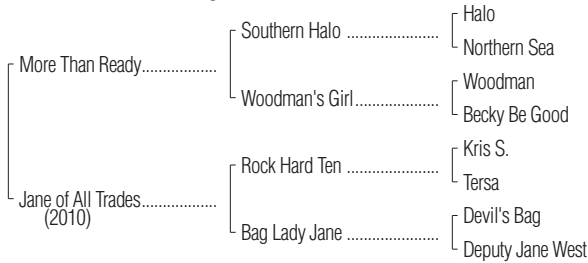 Halo
Southern Halo ....................
Northern Sea
More Than Ready.................
Woodman
Woodman's Girl..................
Becky Be Good
Kris S.
Rock Hard Ten ....................
Tersa
Jane of All Trades.................
(2010)
Devil's Bag
Bag Lady Jane ....................
Deputy Jane West